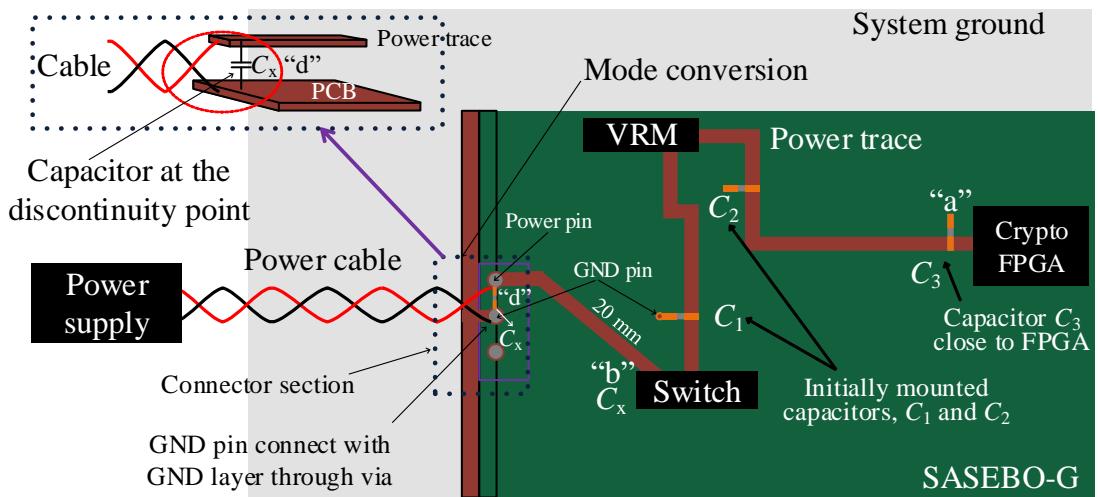 System ground
Cable
Power trace
Cx “d”
PCB
Mode conversion
Capacitor at the
discontinuity point
VRM
Power trace
C2
“a”
Crypto
FPGA
C3
Power pin
GND pin
Power cable
Power
supply
“d”
Cx
20 mm
C1
Capacitor C3
close to FPGA
Connector section
“b”
Cx
Switch
Initially mounted
capacitors, C1 and C2
GND pin connect with
GND layer through via
SASEBO-G